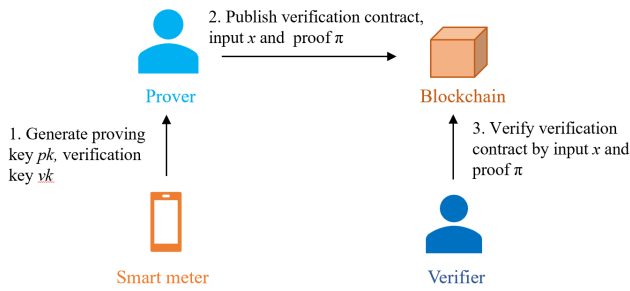 2. Publish verification contract,
input x and proof π
Prover
Blockchain
1. Generate proving
key pk, verification
key vk
3. Verify verification
contract by input x and
proof π
Smart meter
Verifier